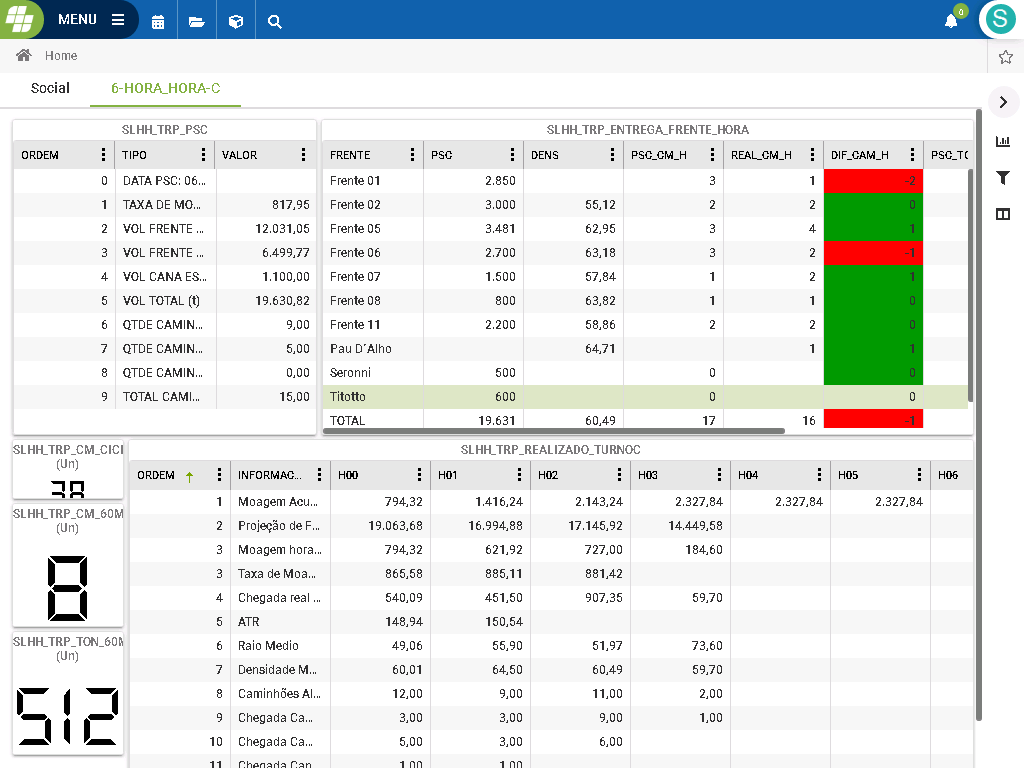 MENU
0
S
Home
Social 6-HORA_HORA-C
SLHH_TRP_PSC
ORDEM TIPO VALOR
0 DATA PSC: 06...
1 TAXA DE MO... 817,95
2 VOL FRENTE ... 12.031,05
3 VOL FRENTE ... 6.499,77
4 VOL CANA ES... 1.100,00
5 VOL TOTAL (t) 19.630,82
6 QTDE CAMIN... 9,00
7 QTDE CAMIN... 5,00
8 QTDE CAMIN... 0,00
9 TOTAL CAMI... 15,00
SLHH_TRP_ENTREGA_FRENTE_HORA
FRENTE PSC DENS PSC_CM_H REAL_CM_H DIF_CAM_H PSC_TC
Frente 01 2.850 3 1 2
Frente 02 3.000 55,12 2 2 0
Frente 05 3.481 62,95 3 4 1
Frente 06 2.700 63,18 3 2 1
Frente 07 1.500 57,84 1 2 1
Frente 08 800 63,82 1 1 0
Frente 11 2.200 58,86 2 2 0
Pau D´Alho 64,71 1 1
Seronni 500 0 0
Titotto 600 0 0
TOTAL 19.631 60,49 17 16 1
SLHH_TRP_CM_CICI
(Un)
38
SLHH_TRP_CM_60M
(Un)
8
SLHH_TRP_TON_60M
(Un)
512
SLHH_TRP_REALIZADO_TURNOC
ORDEM INFORMAC... H00 H01 H02 H03 H04 H05 H06
1 Moagem Acu... 794,32 1.416,24 2.143,24 2.327,84 2.327,84 2.327,84
2 Projeção de F... 19.063,68 16.994,88 17.145,92 14.449,58
3 Moagem hora... 794,32 621,92 727,00 184,60
3 Taxa de Moa... 865,58 885,11 881,42
4 Chegada real ... 540,09 451,50 907,35 59,70
5 ATR 148,94 150,54
6 Raio Medio 49,06 55,90 51,97 73,60
7 Densidade M... 60,01 64,50 60,49 59,70
8 Caminhões Al... 12,00 9,00 11,00 2,00
9 Chegada Ca... 3,00 3,00 9,00 1,00
10 Chegada Ca... 5,00 3,00 6,00
11 Chegada Ca... 1,00 1,00